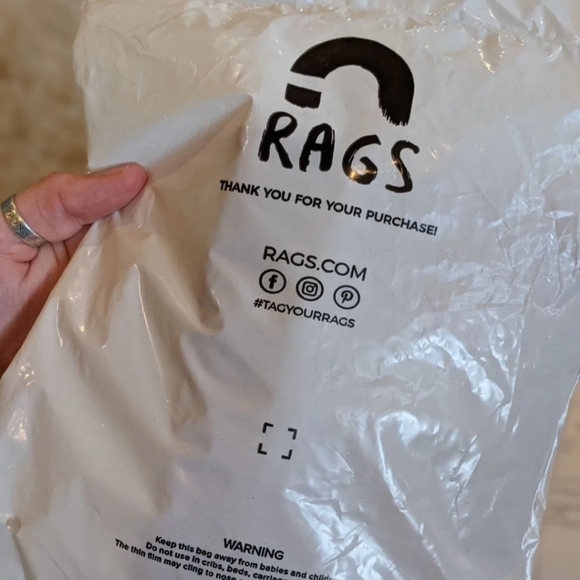 RAGS
THANK YOU FOR YOUR PURCHASE!
RAGS.COM
#TAGYOURRAGS
WARNING
Keep this bag away from babies and
Do not use in cribs, beds,
The thin film may cling to nose